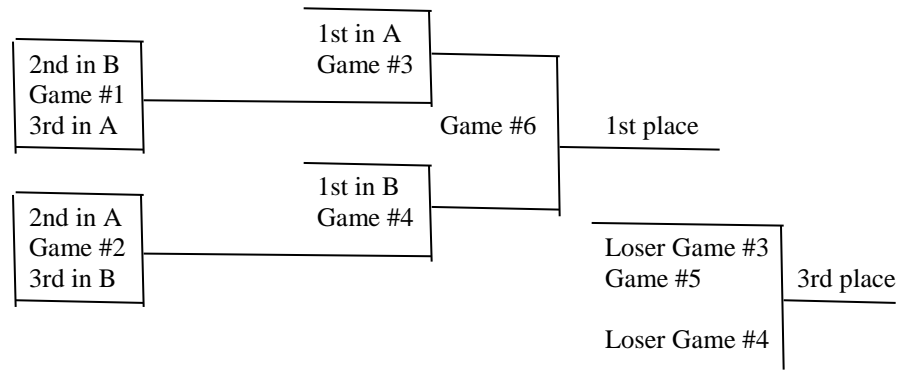 1st in A
Game #3
2nd in B
Game #1
3rd in A
Game #6
1st place
1st in B
Game #4
2nd in A
Game #2
3rd in B
Loser Game #3
Game #5
3rd place
Loser Game #4